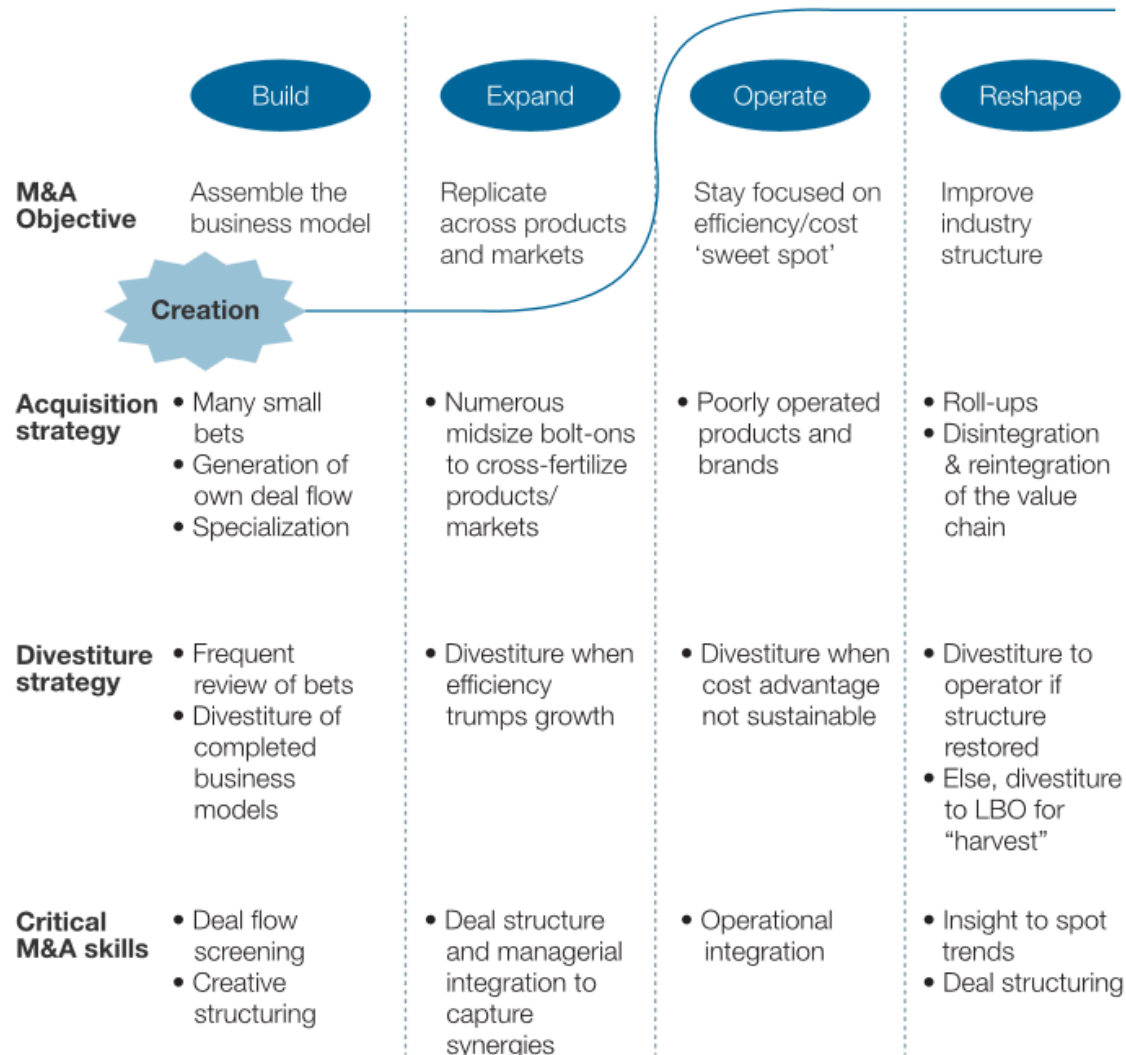 Build
Expand
Operate
Reshape
M&A
Objective
Assemble the
business model
Replicate
across products
and markets
Stay focused on
efficiency/cost
‘sweet spot’
Improve
industry
structure
Creation
Acquisition
strategy
• Many small
bets
• Generation of
own deal flow
• Specialization
• Numerous
midsize bolt-ons
to cross-fertilize
products/
markets
• Poorly operated
products and
brands
• Roll-ups
• Disintegration
& reintegration
of the value
chain
Divestiture
strategy
• Frequent
review of bets
• Divestiture of
completed
business
models
• Divestiture when
efficiency
trumps growth
• Divestiture when
cost advantage
not sustainable
• Divestiture to
operator if
structure
restored
• Else, divestiture
to LBO for
“harvest”
Critical
M&A skills
• Deal flow
screening
• Creative
structuring
• Deal structure
and managerial
integration to
capture
synergies
• Operational
integration
• Insight to spot
trends
• Deal structuring